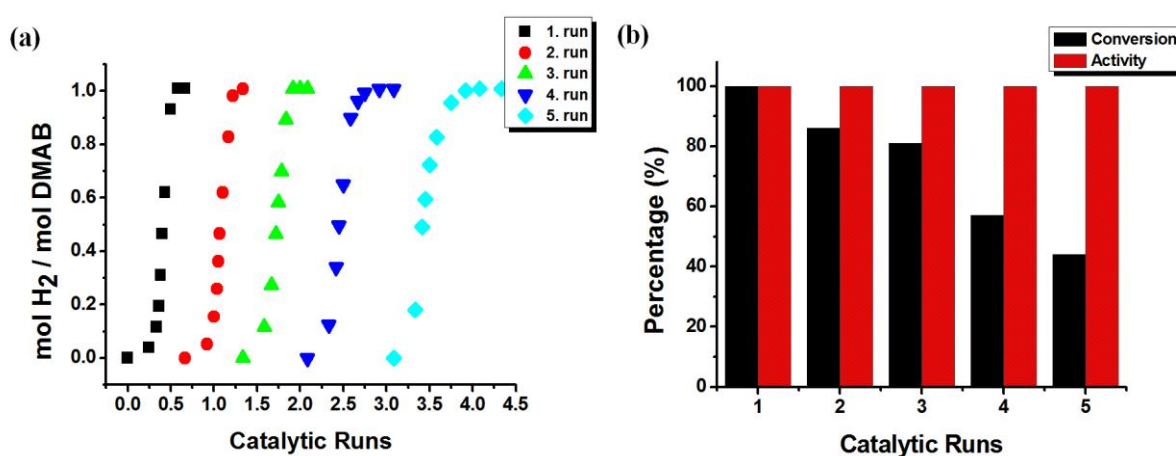 (a)
1. run
2. run
3. run
4. run
5. run
1.0
0.8
0.6
0.4
0.2
0.0
mol H2 / mol DMAB
0.0 0.5 1.0 1.5 2.0 2.5 3.0 3.5 4.0 4.5
Catalytic Runs
(b)
Conversion
Activity
100
80
60
40
20
0
Percentage (%)
1 2 3 4 5
Catalytic Runs